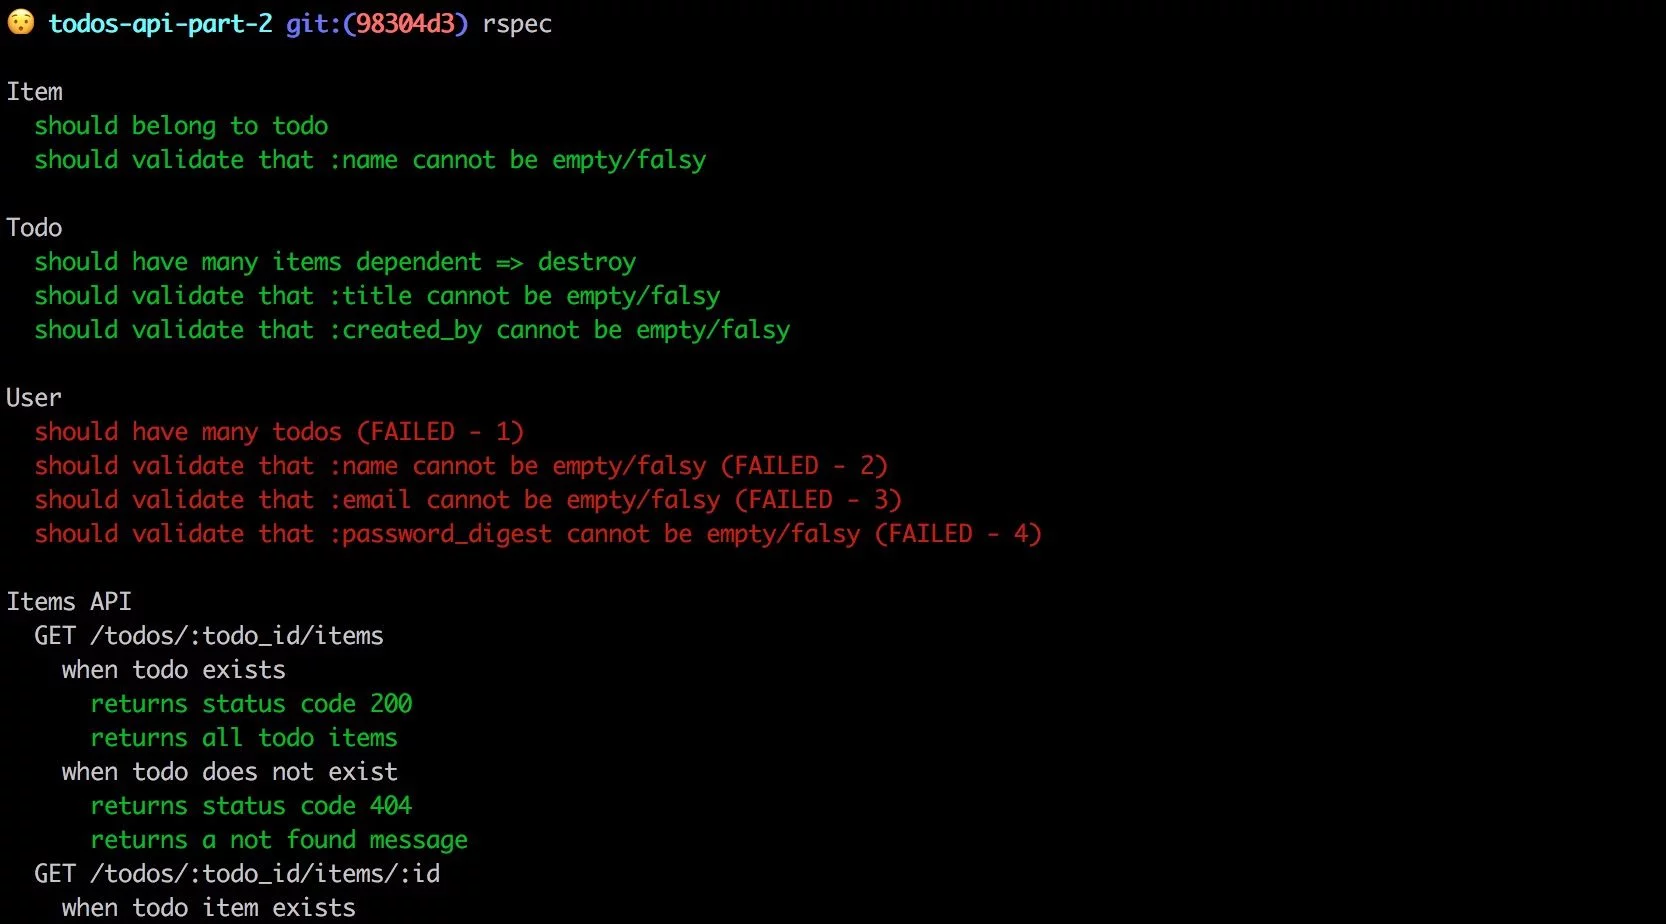 todos-api-part-2 git:(98304d3) rspec
Item
should belong to todo
should validate that :name cannot be empty/falsy
Todo
should have many items dependent => destroy
should validate that :title cannot be empty/falsy
should validate that :created_by cannot be empty/falsy
User
should have many todos (FAILED - 1)
should validate that :name cannot be empty/falsy (FAILED - 2)
should validate that :email cannot be empty/falsy (FAILED - 3)
should validate that :password_digest cannot be empty/falsy (FAILED - 4)
Items API
GET /todos/:todo_id/items
when todo exists
returns status code 200
returns all todo items
when todo does not exist
returns status code 404
returns a not found message
GET /todos/:todo_id/items/:id
when todo item exists